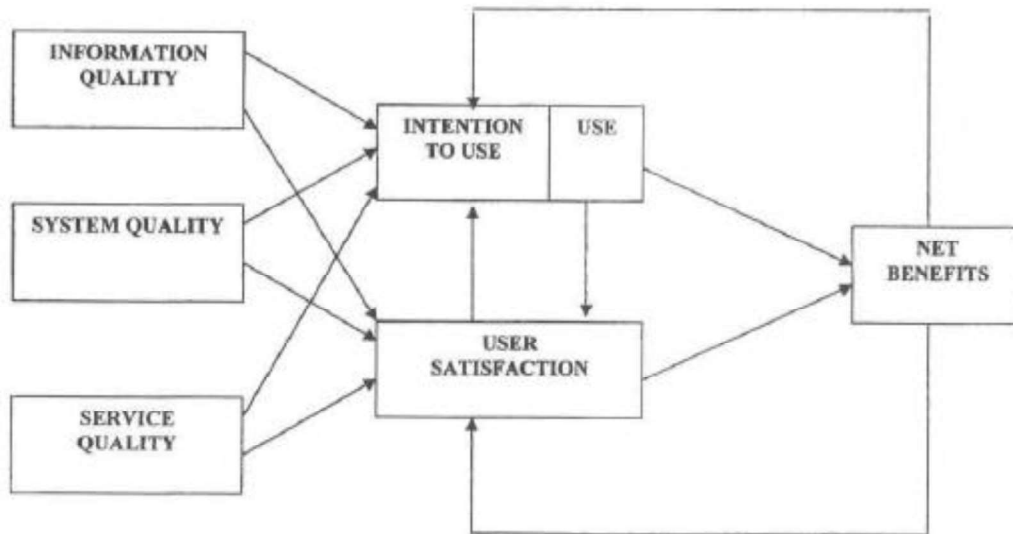 INFORMATION
QUALITY
INTENTION
TO USE
USE
SYSTEM QUALITY
NET
BENEFITS
USER
SATISFACTION
SERVICE
QUALITY